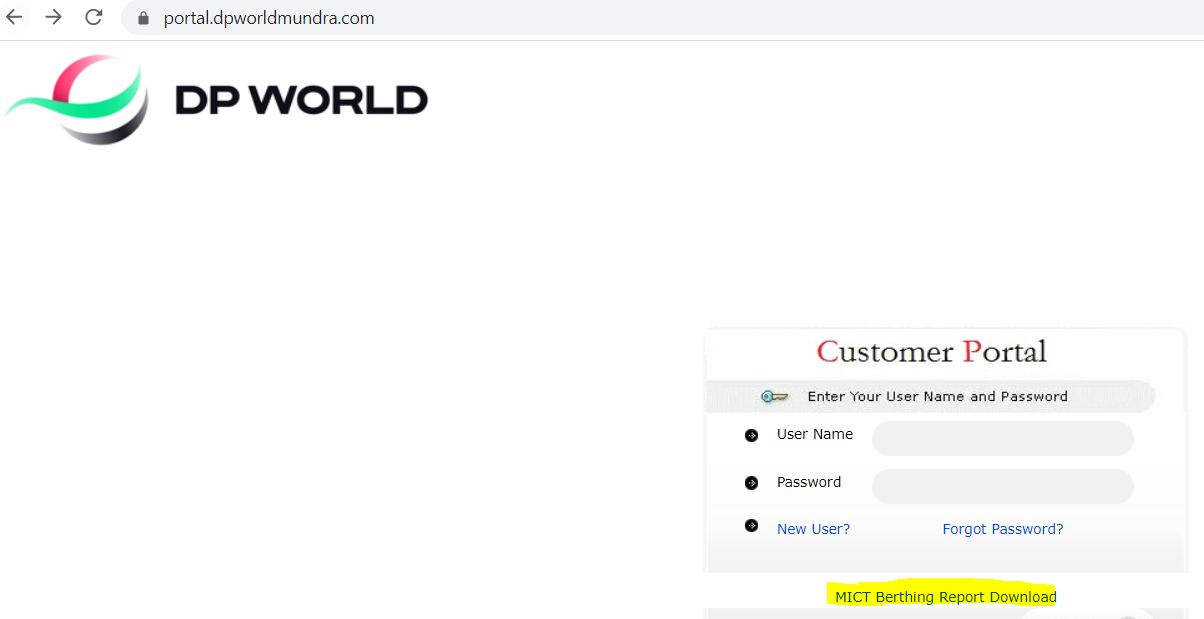 portal.dpworldmundra.com
DP WORLD
Customer Portal
Enter Your User Name and Password
User Name
Password
New User? Forgot Password?
MICT Berthing Report Download